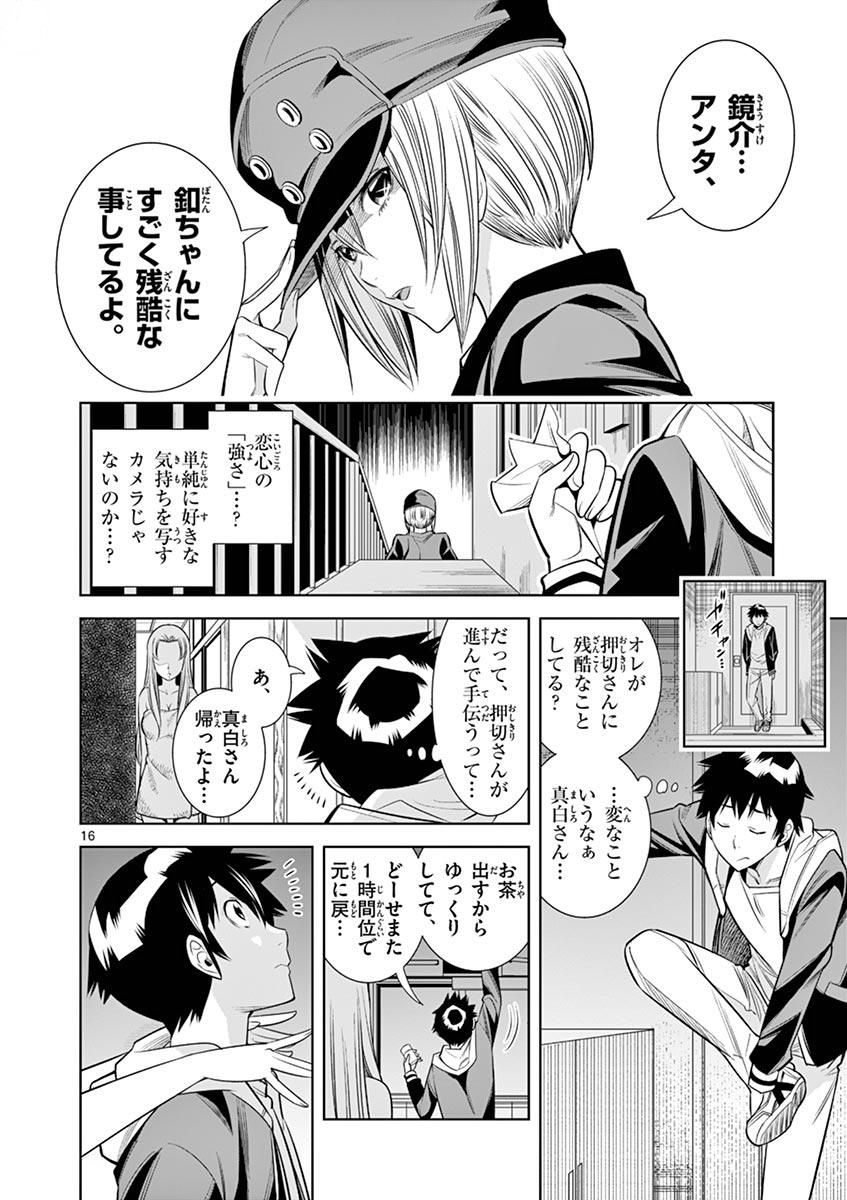 鏡介…
アンタ、
釦ちゃんに
すごく残酷な
事してるよ。
恋心の
「強さ」…?
単純に好きな
気持ちを写す
カメラじゃ
ないのか…?
ガチャン…
オレが
押切さんに
残酷なこと
してる?
…変なこと
いうなぁ
真白さん…
だって、押切さんが
進んで手伝うって…
あ、
真白さん
帰ったよ…
お茶
出すから
ゆっくり
してて、
どーせまた
1時間位で
元に戻…
16